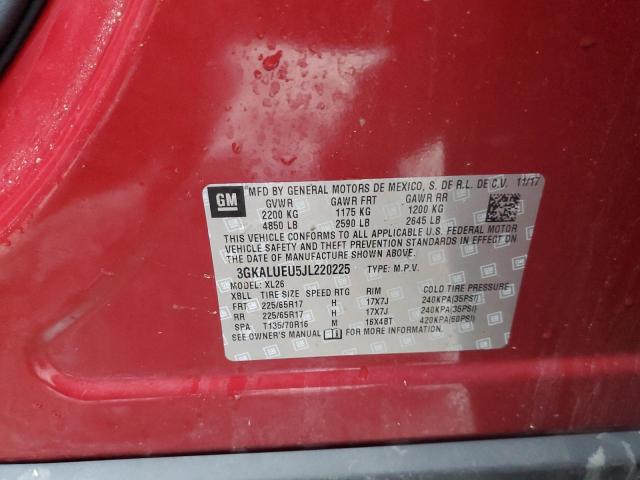 GM MFD BY GENERAL MOTORS DE MEXICO, S. DE R.L. DE C.V. 11/17
GVWR GAWR FRT GAWR RR
2200 KG 1175 KG 1200 KG
4850 LB 2590 LB 2645 LB
THIS VEHICLE CONFORMS TO ALL APPLICABLE U.S. FEDERAL MOTOR
VEHICLE SAFETY AND THEFT PREVENTION STANDARDS IN EFFECT ON
THE DATE OF MANUFACTURE SHOWN ABOVE.
3GKALUEU5JL220225 TYPE: M.P.V.
MODEL: XL26
XBLL TIRE SIZE SPEED RTG RIM COLD TIRE PRESSURE
FRT 225/65R17 H 17X7J 240KPA(35PSI)
RR 225/65R17 H 17X7J 240KPA(35PSI)
SPA T135/70R16 M 16X4BT 420KPA(60PSI)
SEE OWNER'S MANUAL FOR MORE INFORMATION